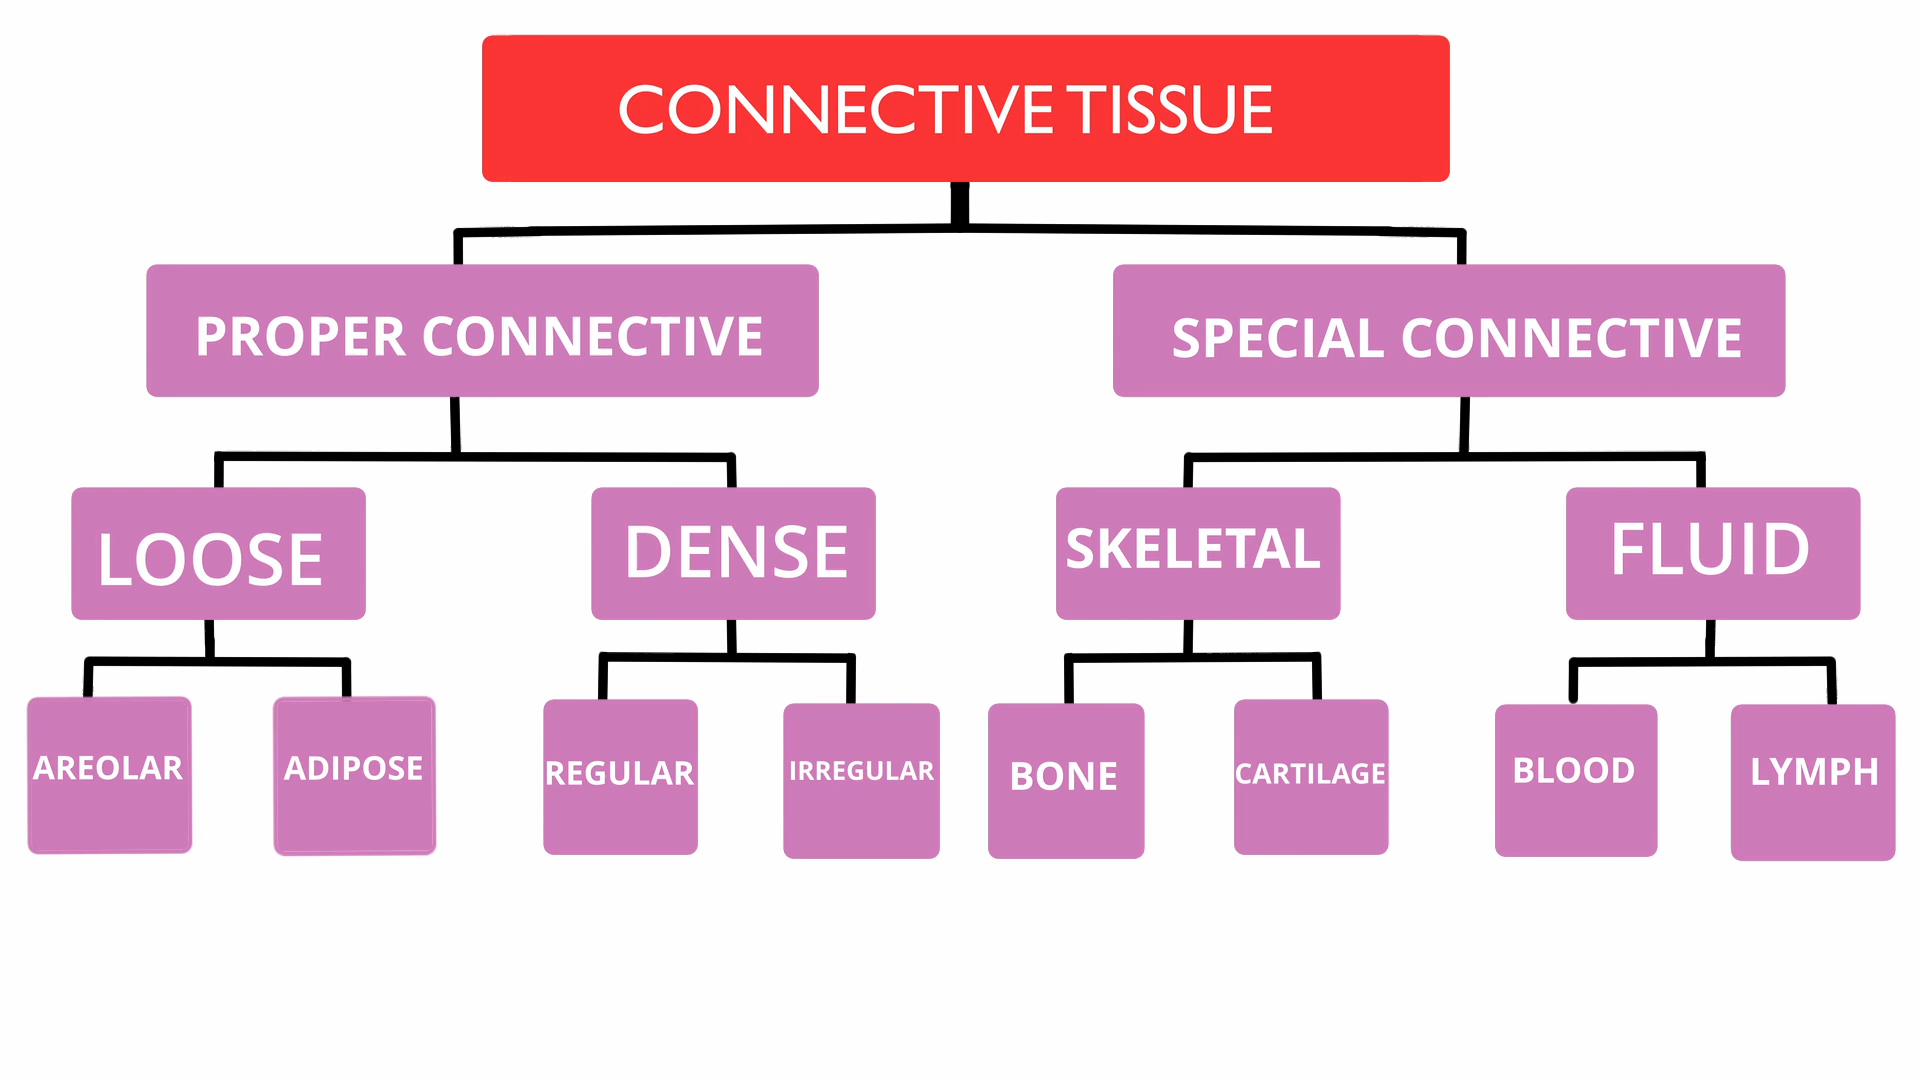 CONNECTIVE TISSUE
PROPER CONNECTIVE
SPECIAL CONNECTIVE
LOOSE
DENSE
SKELETAL
FLUID
AREOLAR
ADIPOSE
REGULAR
IRREGULAR
BONE
CARTILAGE
BLOOD
LYMPH